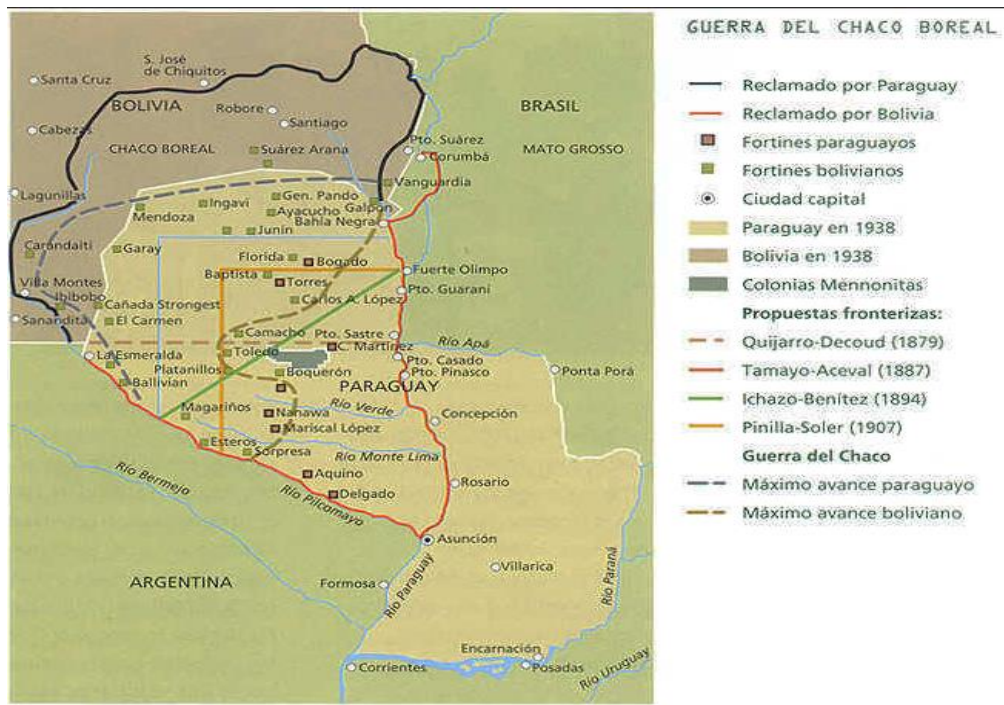 GUERRA DEL CHACO BOREAL
Reclamado por Paraguay
Reclamado por Bolivia
Fortines paraguayos
Fortines bolivianos
Ciudad capital
Paraguay en 1938
Bolivia en 1938
Colonias Mennonitas
Propuestas fronterizas:
Quijarro-Decoud (1879)
Tamayo-Aceval (1887)
Ichazo-Benítez (1894)
Pinilla-Soler (1907)
Guerra del Chaco
Máximo avance paraguayo
Máximo avance boliviano
S. José
de Chiquitos
Santa Cruz
BOLIVIA
Robore
BRASIL
Santiago
Cabezas
Pto. Suárez
CHACO BOREAL
Suárez Arana
Corumbá
MATO GROSSO
Vanguardia
Lagunillas
Gen. Pando
Ingavi
Galpón
Mendoza
Ayacucho
Bahía Negra
Junín
Carandaití
Garay
Florida
Bogado
Baptista
Fuerte Olimpo
Torres
Villa Montes
Pto. Guaraní
Ibibobo
Cañada Strongest
Carlos A. López
Sanandita
El Carmen
Camacho
Pto. Sastre
Río Apá
C. Martínez
La Esmeralda
Toledo
Pto. Casado
Platanillos
Boquerón
Pto. Pinasco
Ponta Porá
Ballivian
PARAGUAY
Magariños
Nanawa
Río Verde
Concepción
Mariscal López
Esteros
Sorpresa
Río Monte Lima
Río Bermejo
Aquino
Rosario
Río Pilcomayo
Delgado
Asunción
ARGENTINA
Formosa
Río Paraguay
Villarica
Río Paraná
Encarnación
Corrientes
Posadas
Río Uruguay